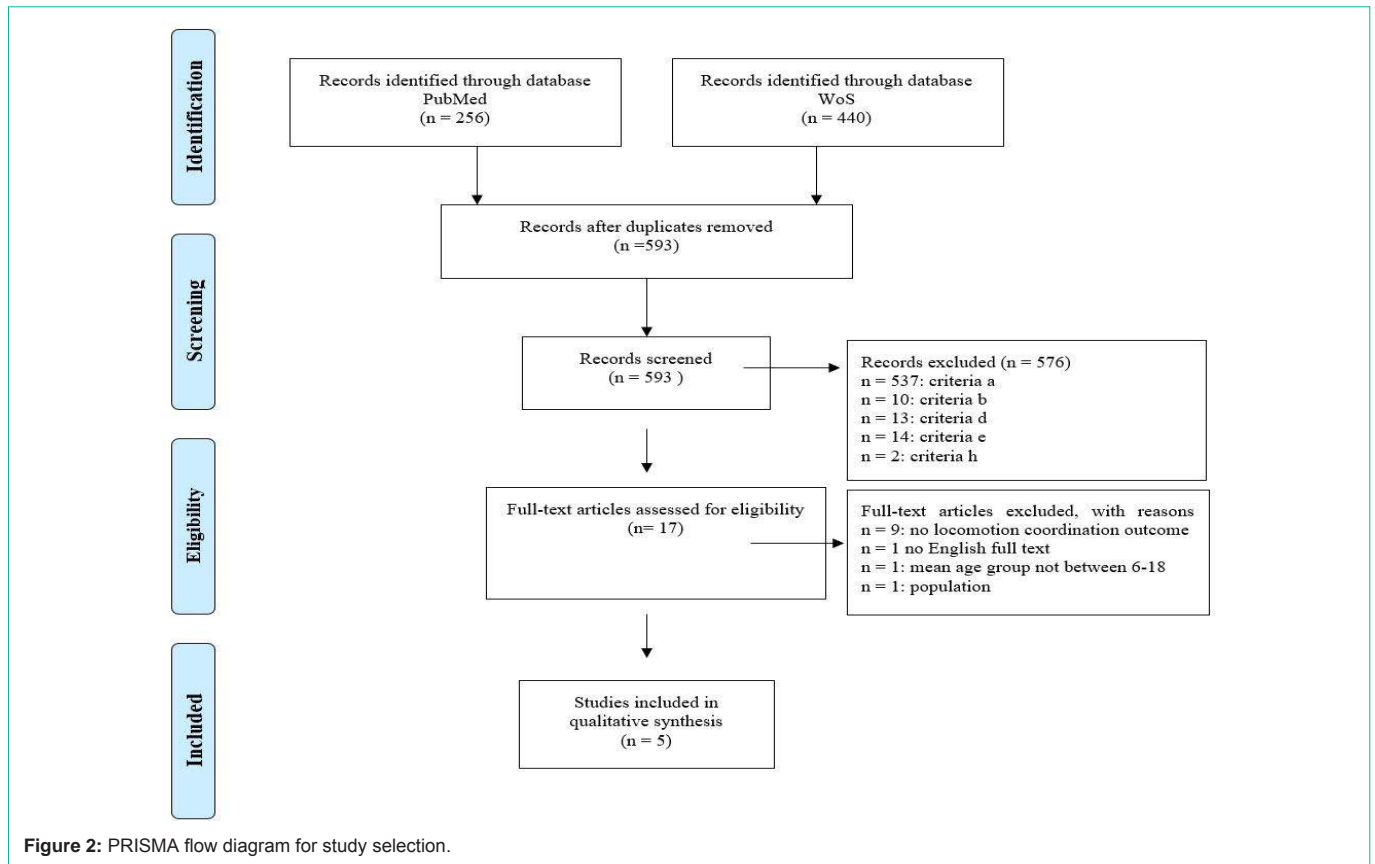 Identification
Records identified through database
PubMed
(n = 256)
Records identified through database
WoS
(n = 440)
Records after duplicates removed
(n =593)
Screening
Records screened
(n = 593 )
Records excluded (n = 576)
n = 537: criteria a
n = 10: criteria b
n = 13: criteria d
n = 14: criteria e
n = 2: criteria h
Eligibility
Full-text articles assessed for eligibility
(n= 17)
Full-text articles excluded, with reasons
n = 9: no locomotion coordination outcome
n = 1 no English full text
n = 1: mean age group not between 6-18
n = 1: population
Included
Studies included in
qualitative synthesis
(n = 5)
Figure 2: PRISMA flow diagram for study selection.